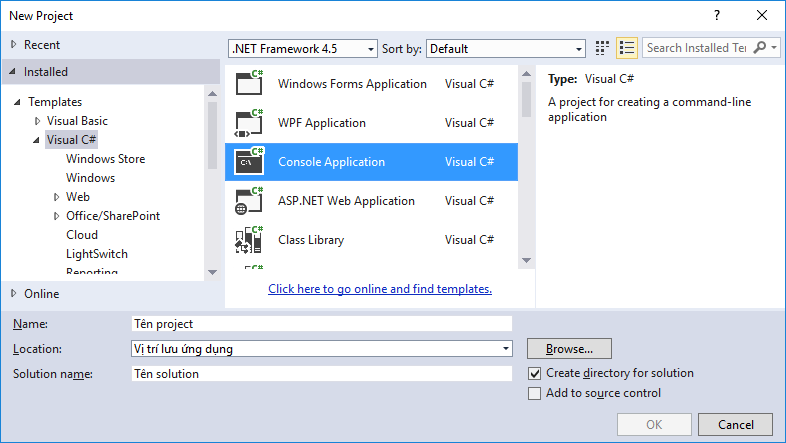 New Project
Recent
.NET Framework 4.5
Sort by:
Default
Search Installed Te
Installed
Templates
Visual Basic
Visual C#
Windows Store
Windows
Web
Office/SharePoint
Cloud
LightSwitch
Reporting
Online
C# Windows Forms Application Visual C#
C# WPF Application Visual C#
C# C:\ Console Application Visual C#
C# ASP.NET Web Application Visual C#
C# Class Library Visual C#
C#
Click here to go online and find templates.
Type: Visual C#
A project for creating a command-line
application
Name: Tên project
Location: Vị trí lưu ứng dụng
Browse...
Solution name: Tên solution
Create directory for solution
Add to source control
OK
Cancel